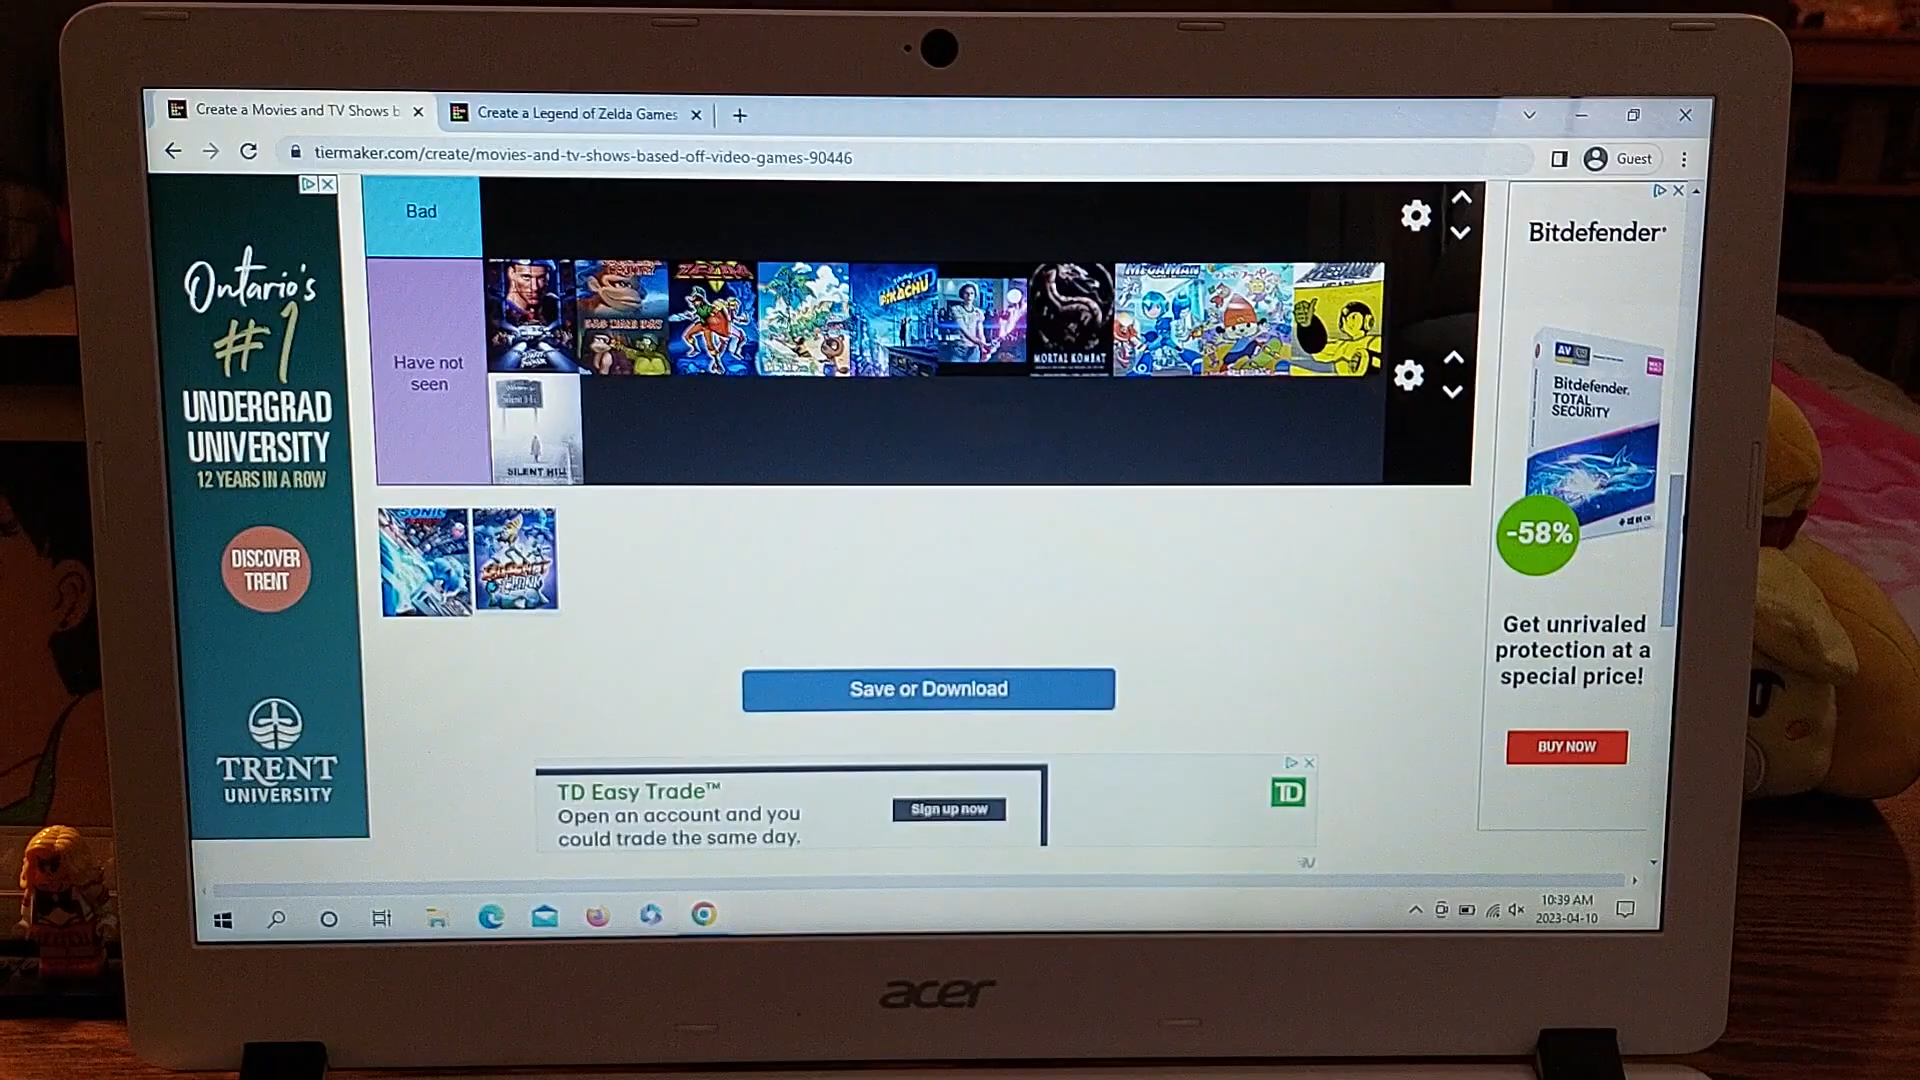 Create a Movies and TV Shows b
Create a Legend of Zelda Games
tiermaker.com/create/movies-and-tv-shows-based-off-video-games-90446
Guest
Ontario's
#1
UNDERGRAD
UNIVERSITY
12 YEARS IN A ROW
DISCOVER
TRENT
TRENT
UNIVERSITY
Bad
Have not
seen
PIKACHU
MORTAL KOMBAT
MEGAMAN
SILENT HILL
SONIC
Save or Download
TD Easy Trade™
Open an account and you
could trade the same day.
Sign up now
TD
Bitdefender
AV
Bitdefender
TOTAL
SECURITY
-58%
Get unrivaled
protection at a
special price!
BUY NOW
10:39 AM
2023-04-10
acer